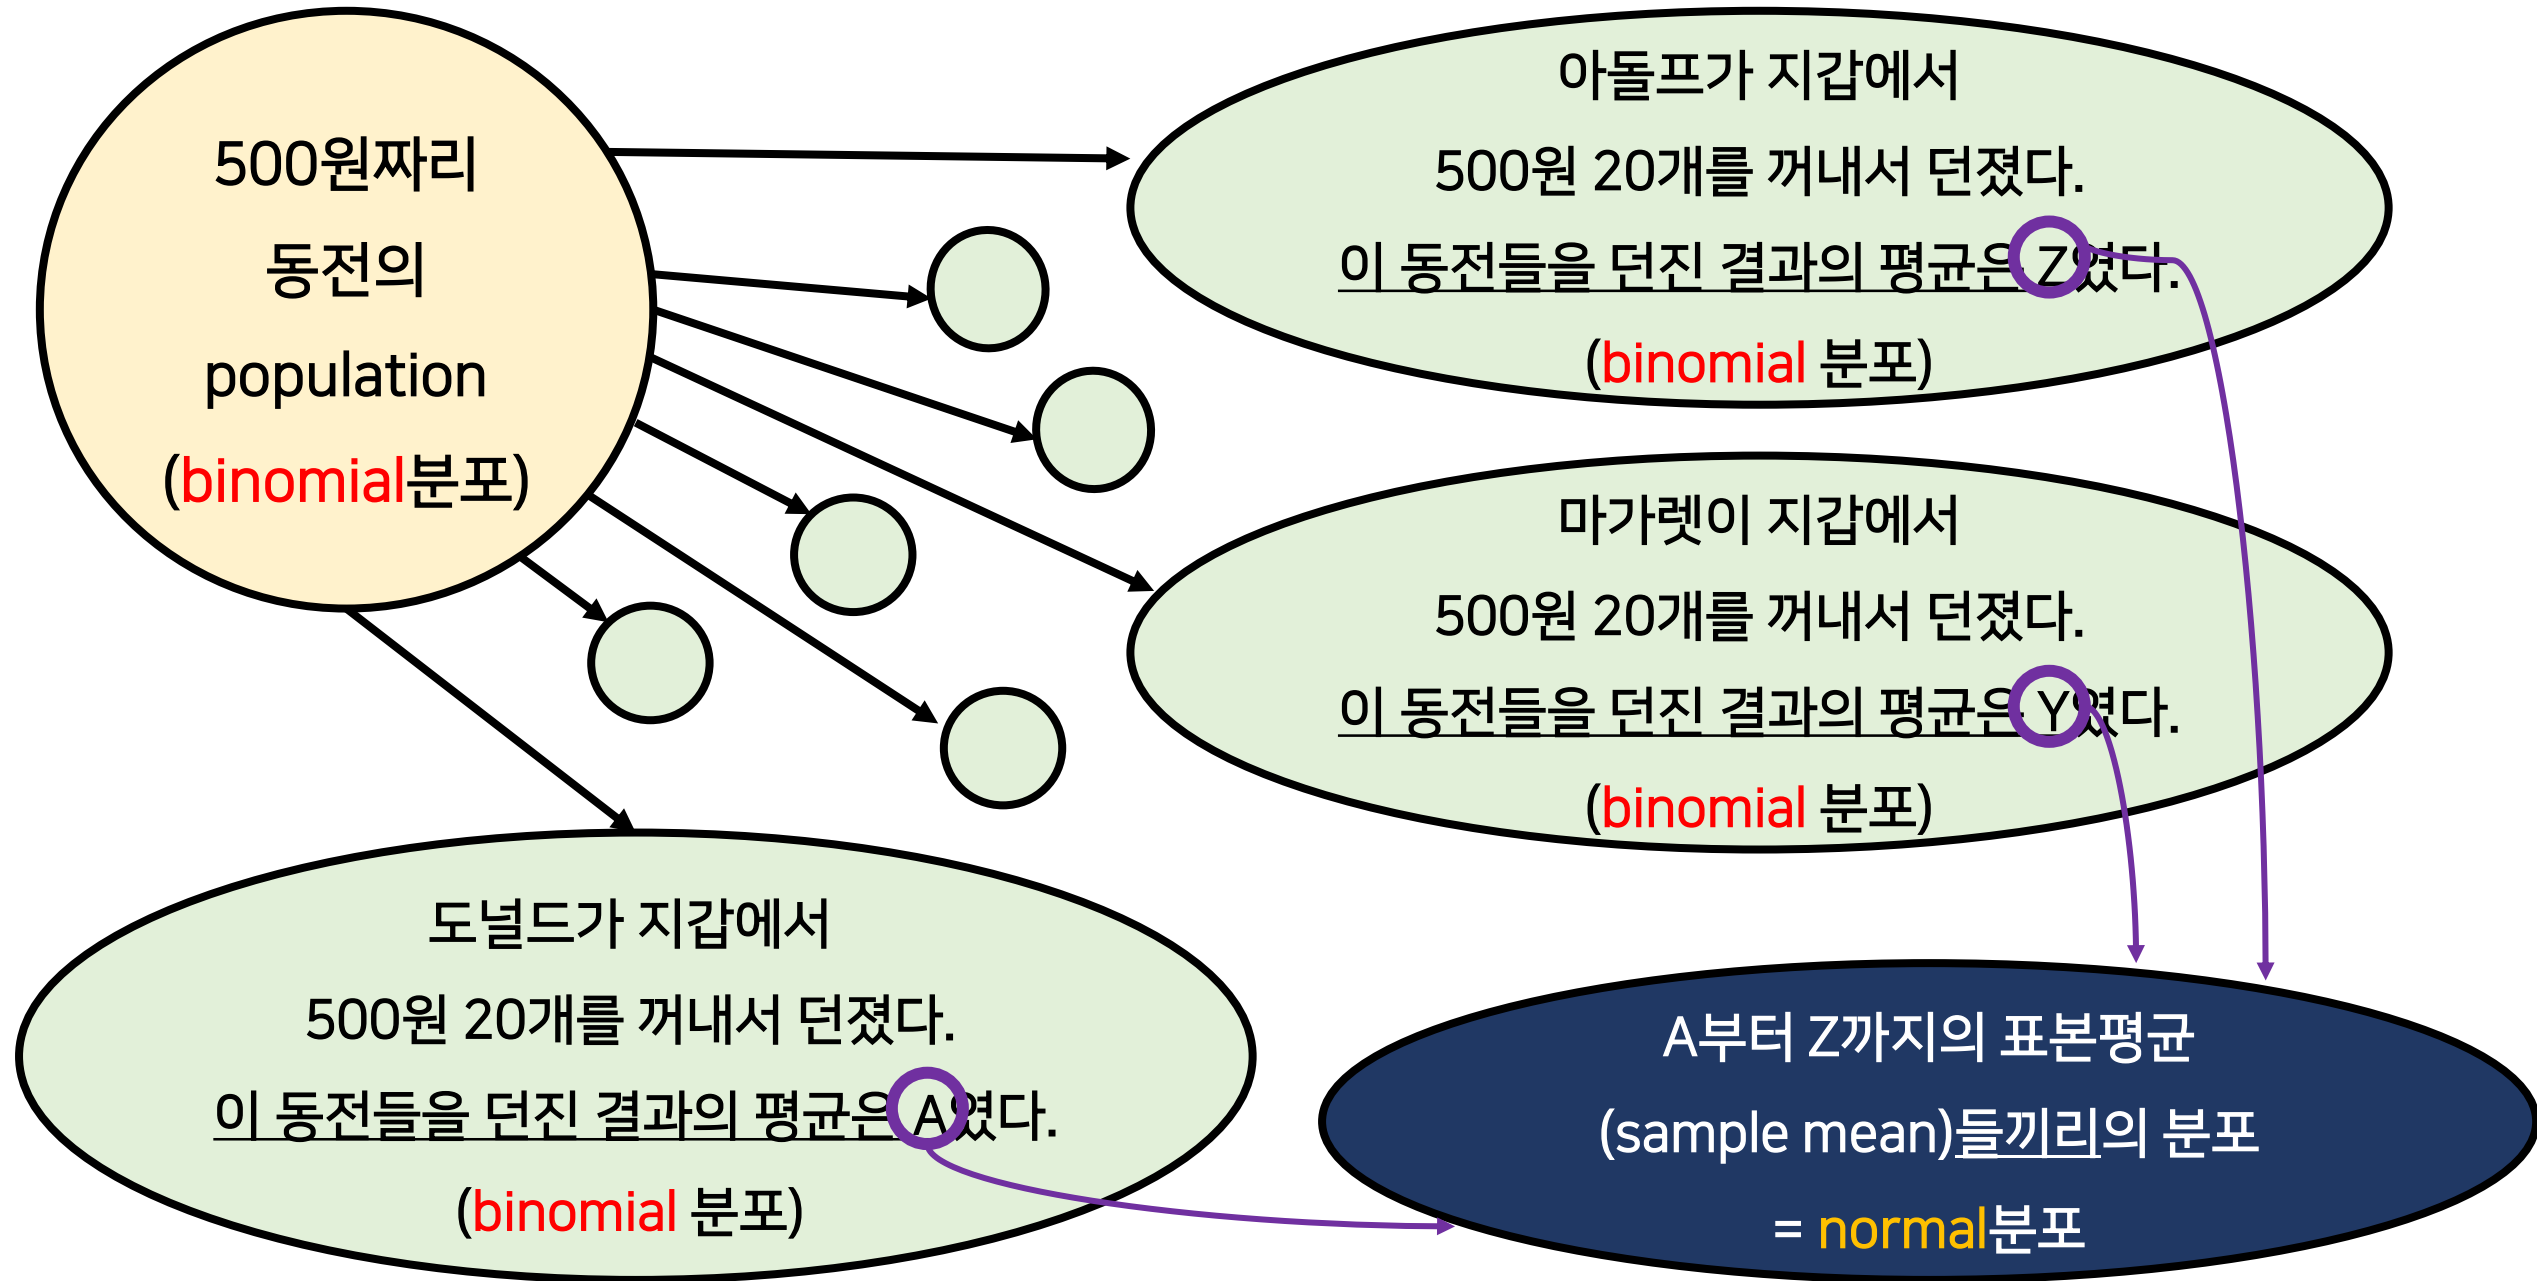 500원짜리
동전의
population
(binomial분포)
아돌프가 지갑에서
500원 20개를 꺼내서 던졌다.
이 동전들을 던진 결과의 평균은 Z였다.
(binomial 분포)
마가렛이 지갑에서
500원 20개를 꺼내서 던졌다.
이 동전들을 던진 결과의 평균은 Y였다.
(binomial 분포)
도널드가 지갑에서
500원 20개를 꺼내서 던졌다.
이 동전들을 던진 결과의 평균은 A였다.
(binomial 분포)
A부터 Z까지의 표본평균
(sample mean)들끼리의 분포
= normal분포